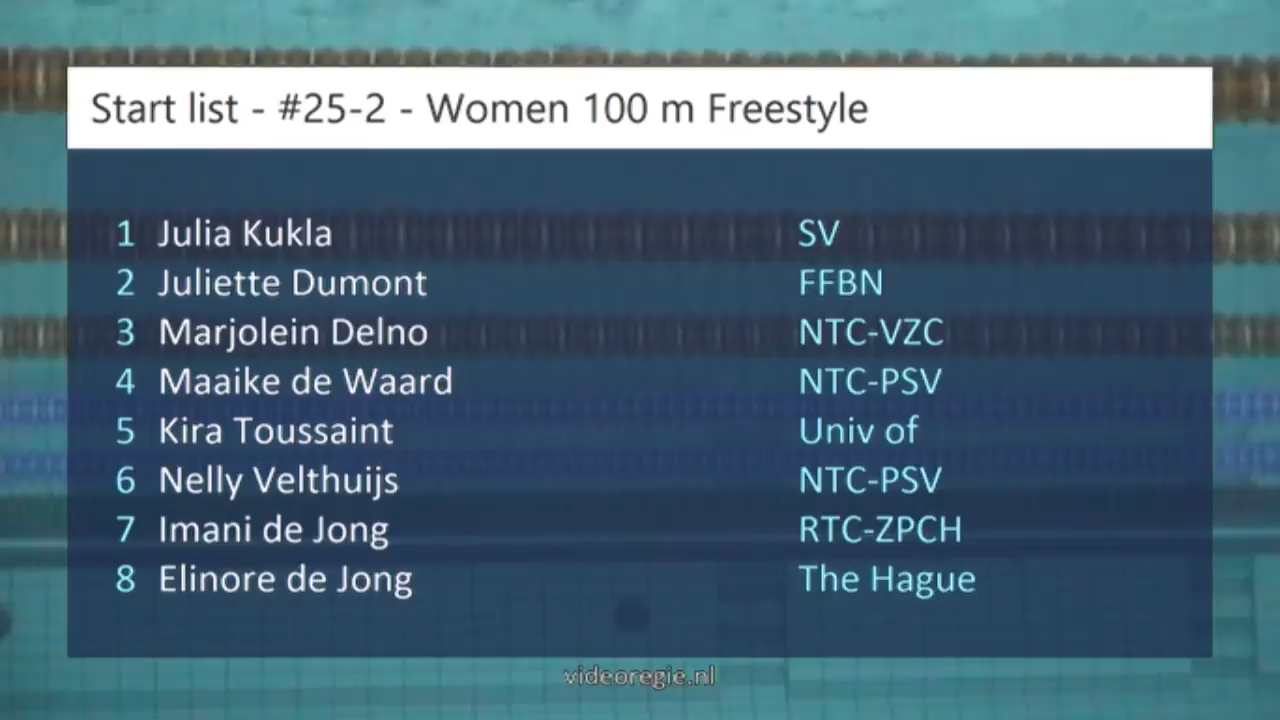 Start list - #25-2 - Women 100 m Freestyle
1 Julia Kukla SV
2 Juliette Dumont FFBN
3 Marjolein Delno NTC-VZC
4 Maaike de Waard NTC-PSV
5 Kira Toussaint Univ of
6 Nelly Velthuijs NTC-PSV
7 Imani de Jong RTC-ZPCH
8 Elinore de Jong The Hague
videoregie.nl